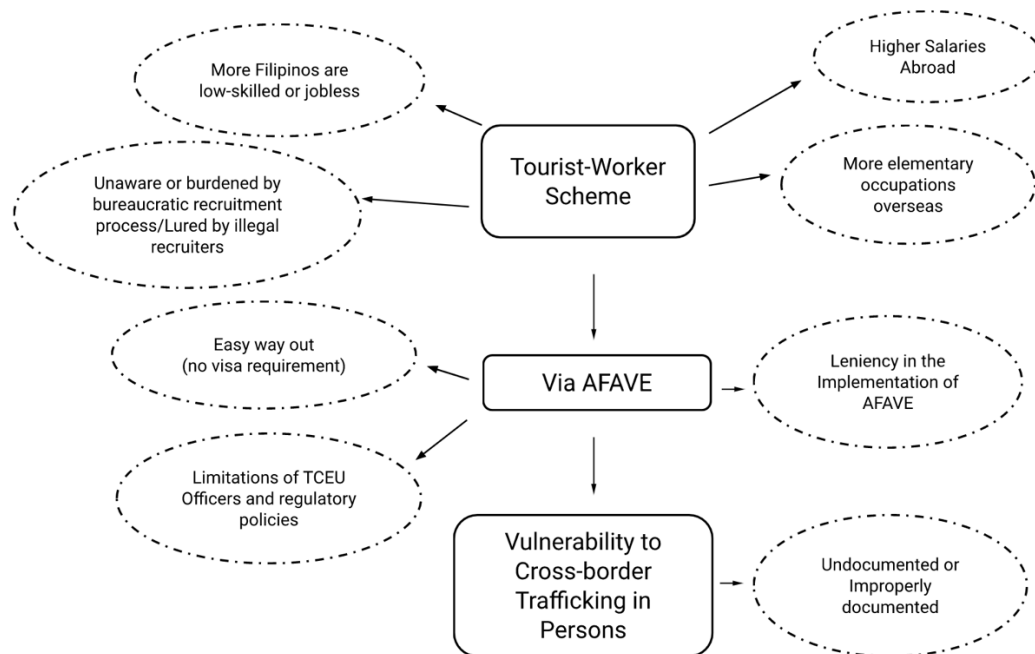 More Filipinos are
low-skilled or jobless
Higher Salaries
Abroad
Tourist-Worker
Scheme
Unaware or burdened by
bureaucratic recruitment
process/Lured by illegal
recruiters
More elementary
occupations
overseas
Easy way out
(no visa requirement)
Via AFAVE
Leniency in the
Implementation of
AFAVE
Limitations of TCEU
Officers and regulatory
policies
Vulnerability to
Cross-border
Trafficking in
Persons
Undocumented or
Improperly
documented